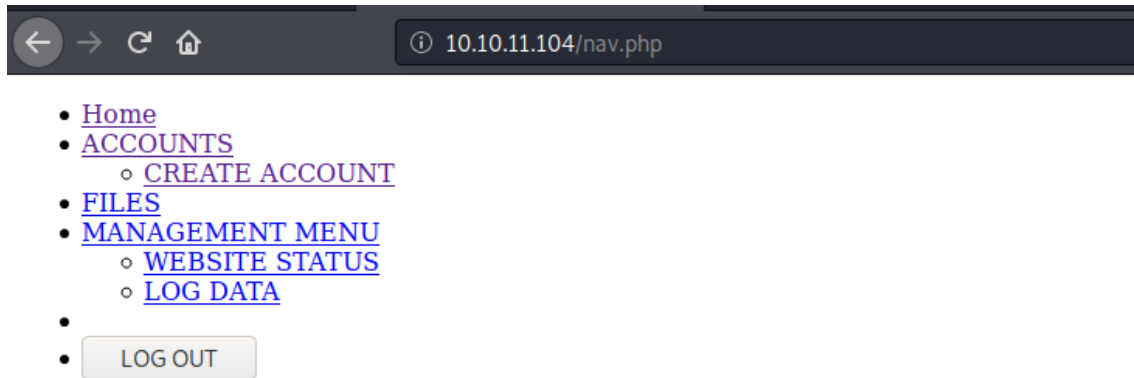 10.10.11.104/nav.php
Home
ACCOUNTS
CREATE ACCOUNT
FILES
MANAGEMENT MENU
WEBSITE STATUS
LOG DATA
LOG OUT